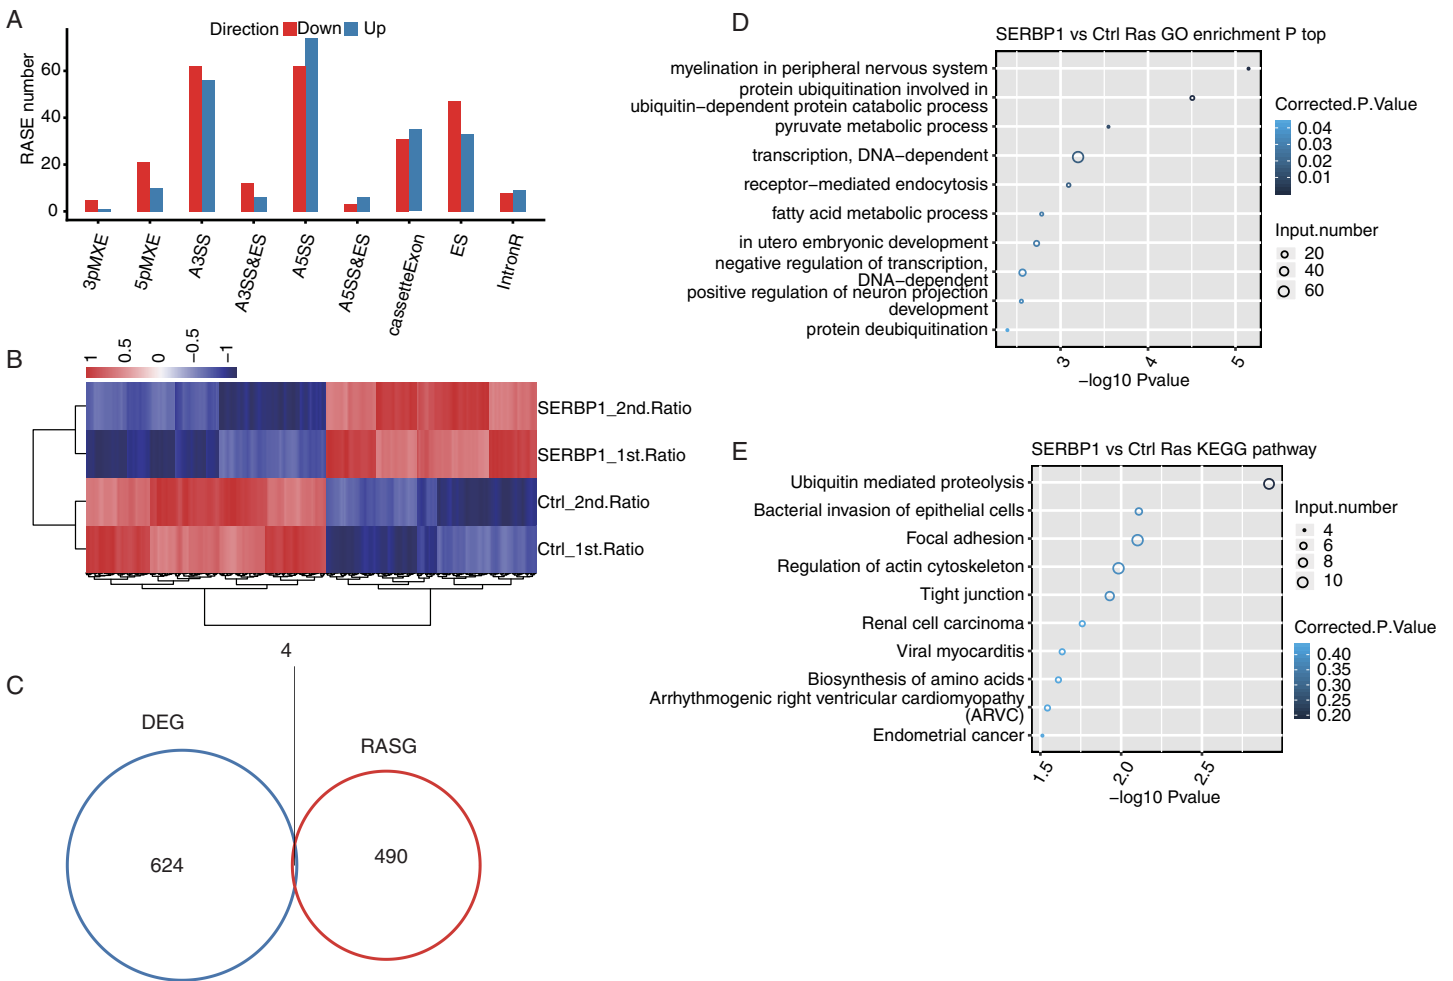 A
Direction Down Up
RASE number
60
40
20
0
3pMXE
5pMXE
A3SS
A3SS&ES
A5SS
A5SS&ES
cassetteExon
ES
IntronR
B
1
0.5
0
−0.5
−1
SERBP1_2nd.Ratio
SERBP1_1st.Ratio
Ctrl_2nd.Ratio
Ctrl_1st.Ratio
C
4
DEG
RASG
624
490
D
SERBP1 vs Ctrl Ras GO enrichment P top
myelination in peripheral nervous system
protein ubiquitination involved in
ubiquitin−dependent protein catabolic process
pyruvate metabolic process
transcription, DNA−dependent
receptor−mediated endocytosis
fatty acid metabolic process
in utero embryonic development
negative regulation of transcription,
DNA−dependent
positive regulation of neuron projection
development
protein deubiquitination
3
4
5
−log10 Pvalue
Corrected.P.Value
0.04
0.03
0.02
0.01
Input.number
20
40
60
E
SERBP1 vs Ctrl Ras KEGG pathway
Ubiquitin mediated proteolysis
Bacterial invasion of epithelial cells
Focal adhesion
Regulation of actin cytoskeleton
Tight junction
Renal cell carcinoma
Viral myocarditis
Biosynthesis of amino acids
Arrhythmogenic right ventricular cardiomyopathy
(ARVC)
Endometrial cancer
1.5
2.0
2.5
−log10 Pvalue
Input.number
4
6
8
10
Corrected.P.Value
0.40
0.35
0.30
0.25
0.20